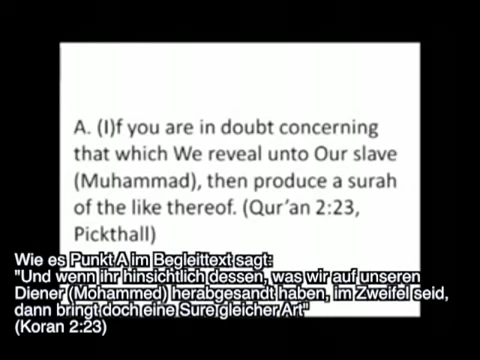 A. (I)f you are in doubt concerning
that which We reveal unto Our slave
(Muhammad), then produce a surah
of the like thereof. (Qur'an 2:23,
Pickthall)
Wie es Punkt A im Begleittext sagt:
"Und wenn ihr hinsichtlich dessen, was wir auf unseren
Diener (Mohammed) herabgesandt haben, im Zweifel seid,
dann bringt doch eine Sure gleicher Art"
(Koran 2:23)